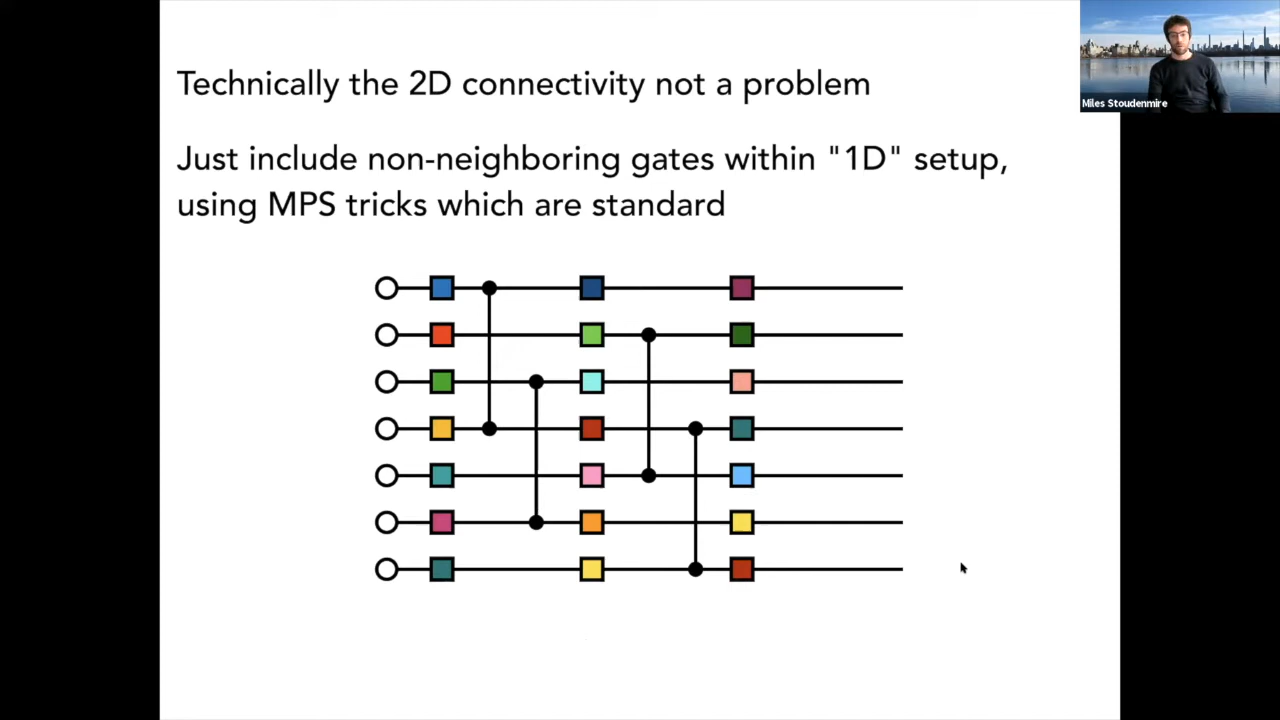 Technically the 2D connectivity not a problem
Just include non-neighboring gates within "1D" setup,
using MPS tricks which are standard
Miles Stoudenmire